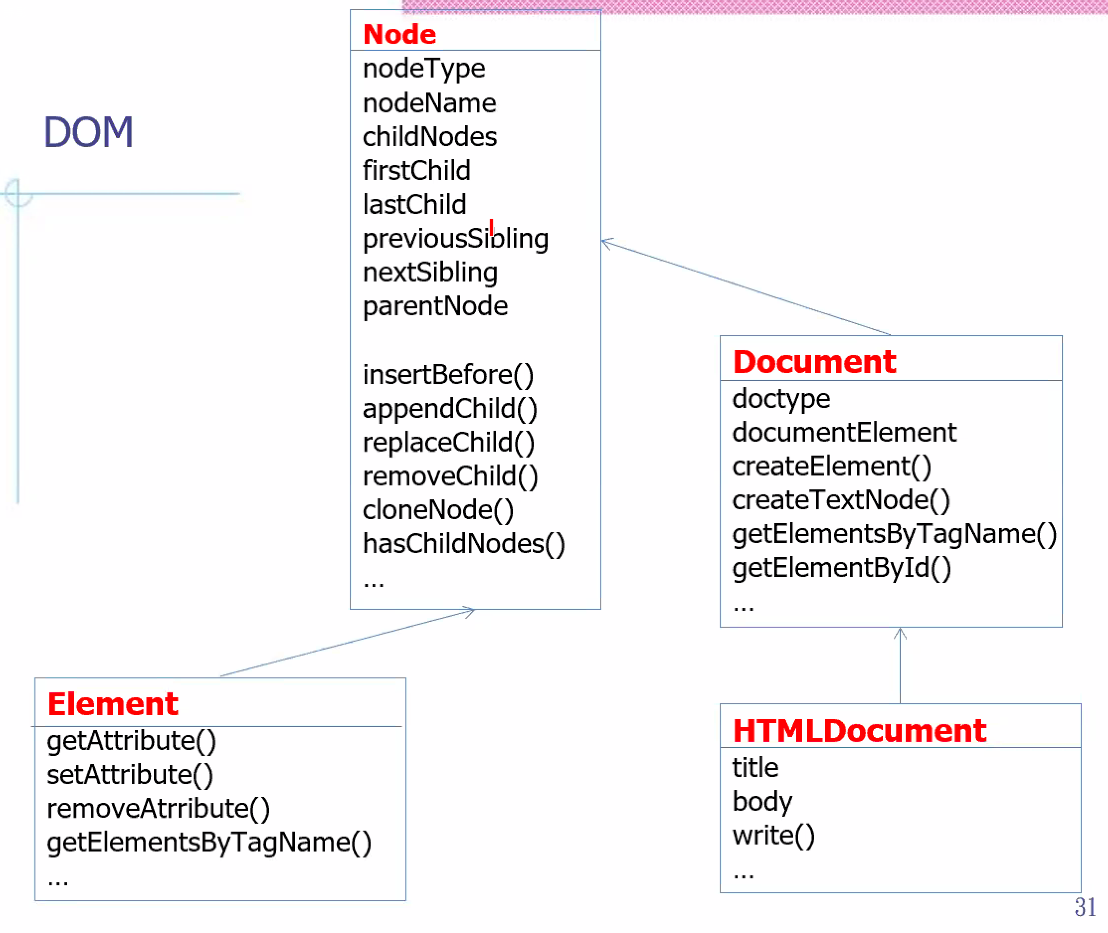 DOM
Node
nodeType
nodeName
childNodes
firstChild
lastChild
previousSibling
nextSibling
parentNode
insertBefore()
appendChild()
replaceChild()
removeChild()
cloneNode()
hasChildNodes()
...
Document
doctype
documentElement
createElement()
createTextNode()
getElementsByTagName()
getElementById()
...
Element
getAttribute()
setAttribute()
removeAtrribute()
getElementsByTagName()
...
HTMLDocument
title
body
write()
...
31